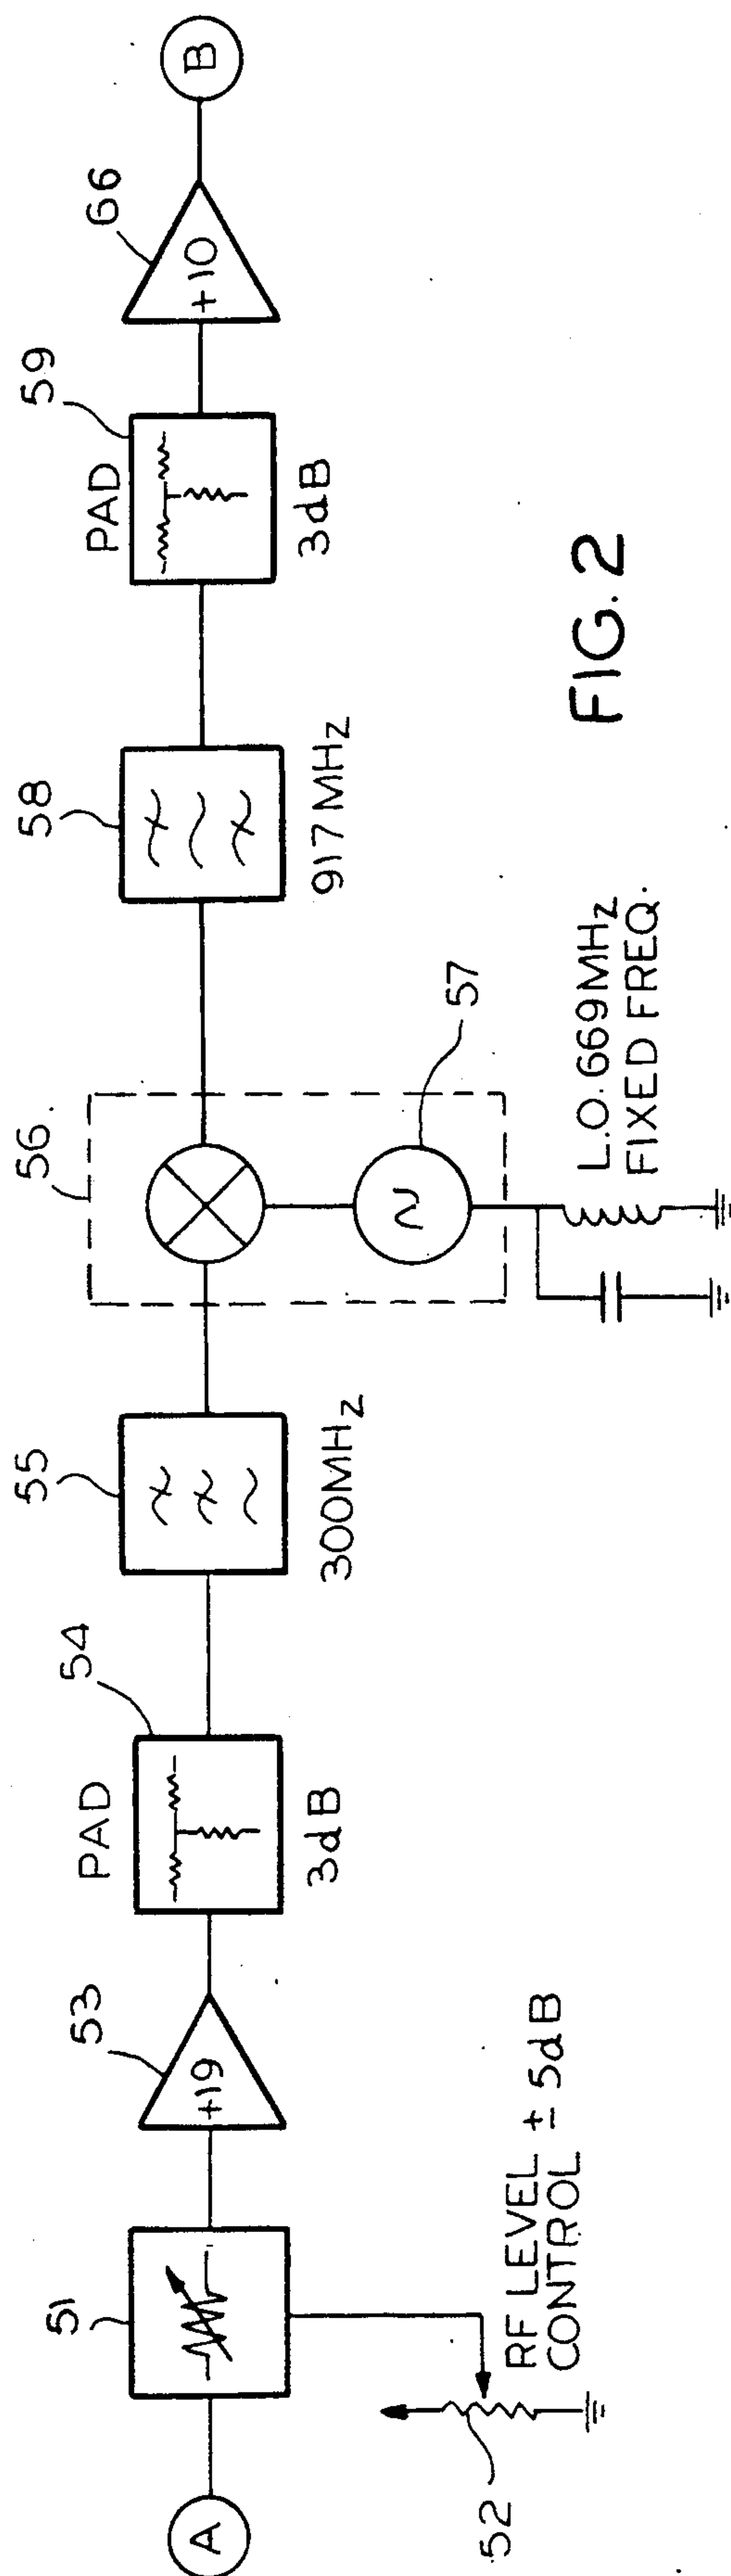 A
51
52
RF LEVEL ± 5dB
CONTROL
53
+19
PAD
54
3dB
55
300MHz
56
57
L.O. 669MHz
FIXED FREQ.
58
917MHz
PAD
59
3dB
66
+10
B
FIG. 2